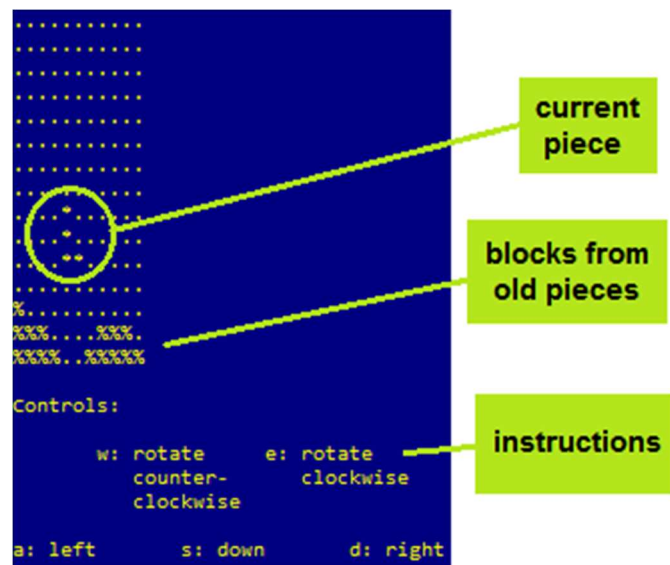 ...........
...........
...........
...........
...........
...........
...........
...........
....*......
....*......
....**.....
...........
%..........
%%%....%%%.
%%%%..%%%%%
Controls:
w: rotate counter-clockwise
e: rotate clockwise
a: left s: down d: right
current
piece
blocks from
old pieces
instructions